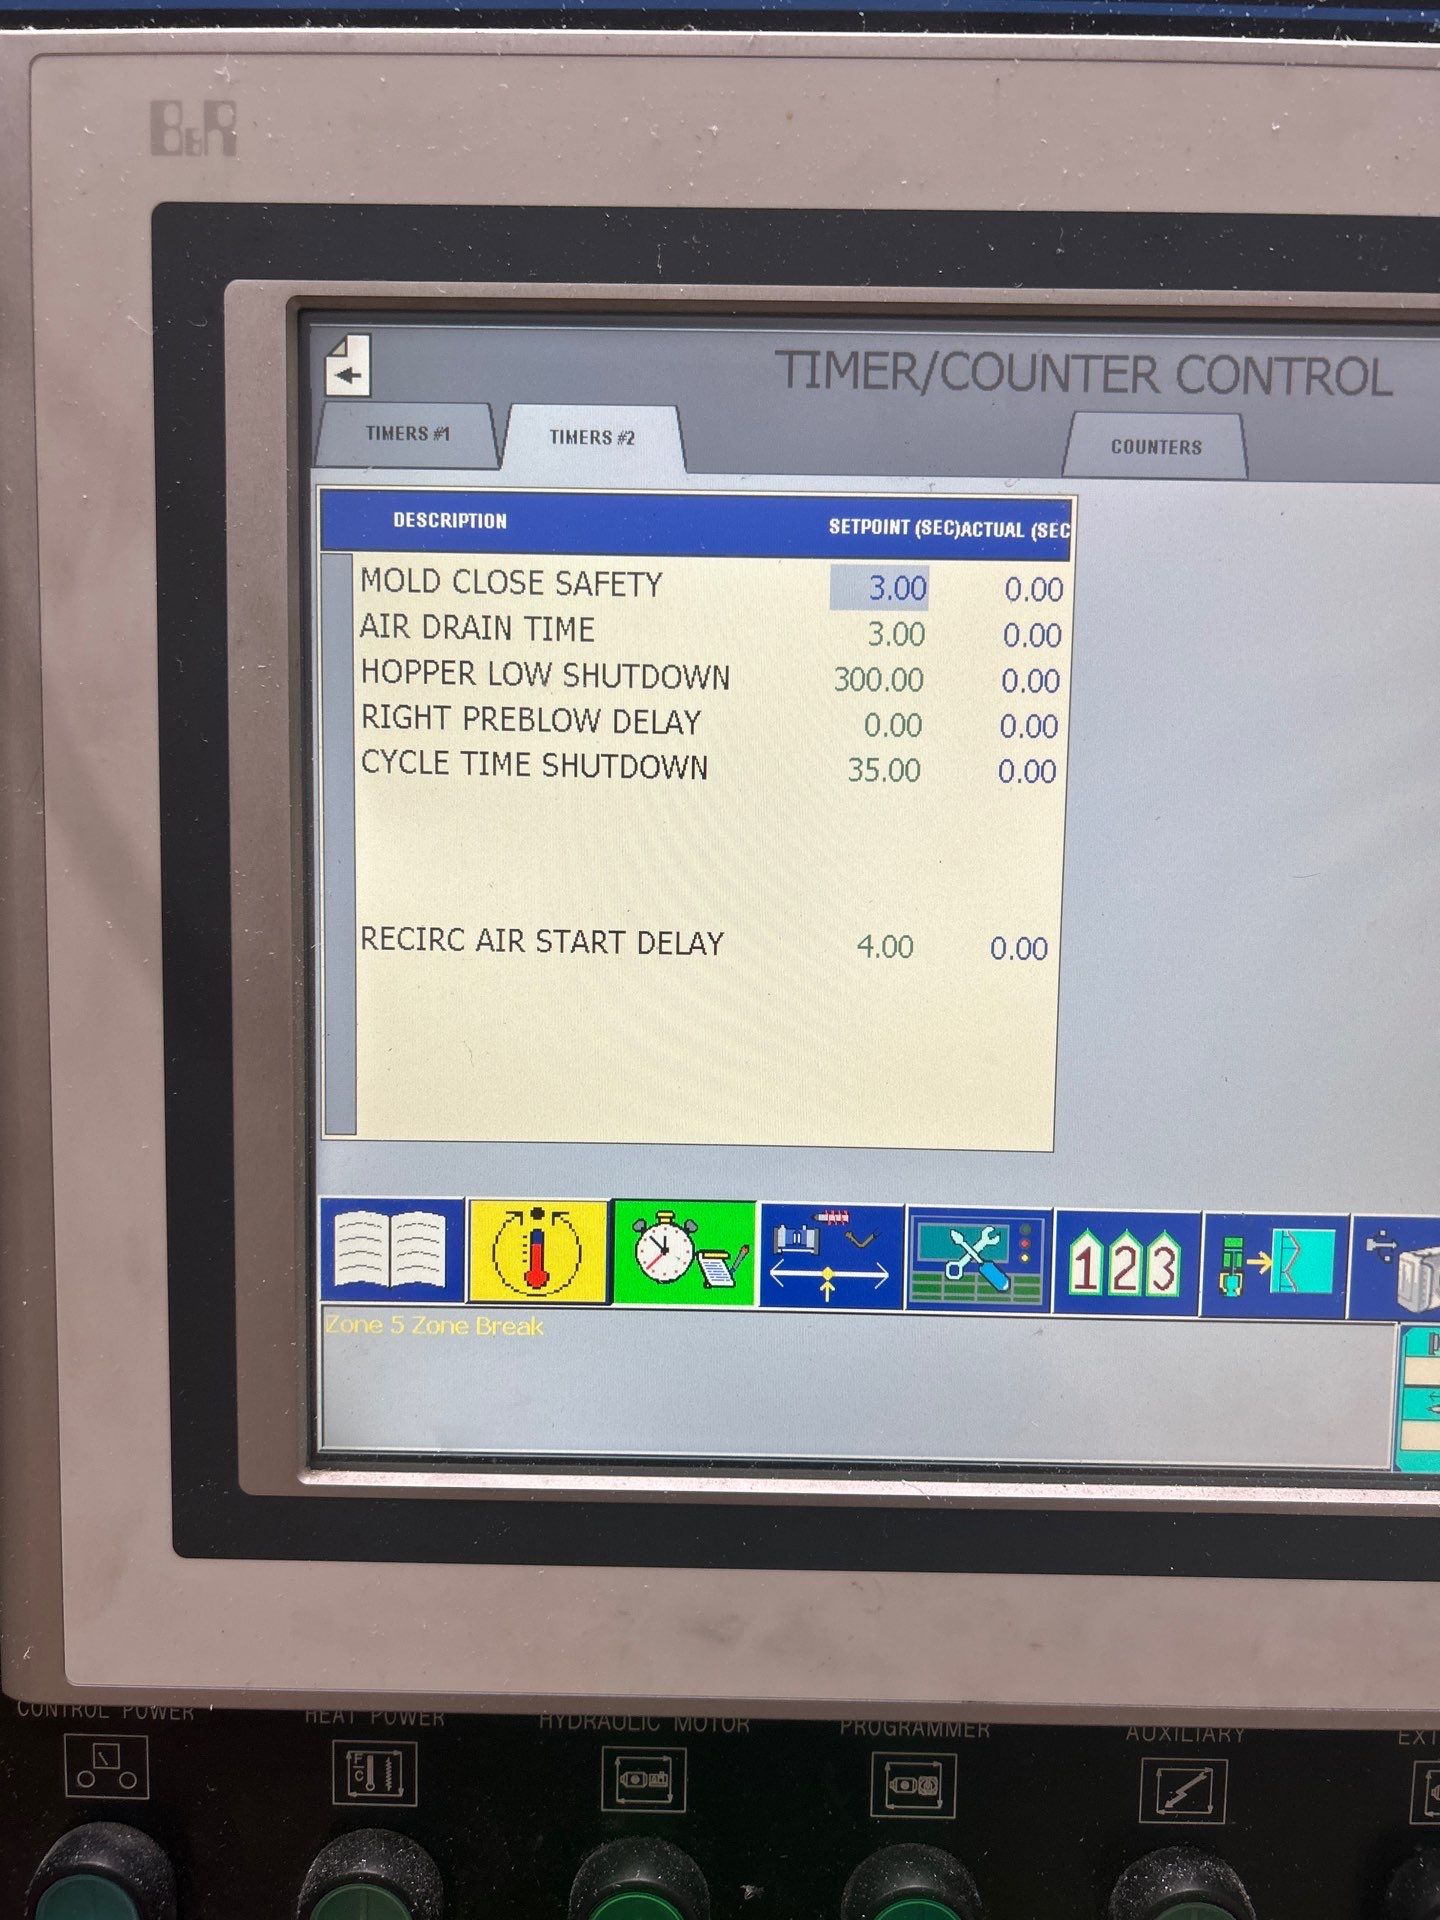 B&R
TIMER/COUNTER CONTROL
TIMERS #1 TIMERS #2 COUNTERS
DESCRIPTION SETPOINT (SEC) ACTUAL (SEC
MOLD CLOSE SAFETY 3.00 0.00
AIR DRAIN TIME 3.00 0.00
HOPPER LOW SHUTDOWN 300.00 0.00
RIGHT PREBLOW DELAY 0.00 0.00
CYCLE TIME SHUTDOWN 35.00 0.00
RECIRC AIR START DELAY 4.00 0.00
123
Zone 5 Zone Break
CONTROL POWER HEAT POWER HYDRAULIC MOTOR PROGRAMMER AUXILIARY EXT
F
C